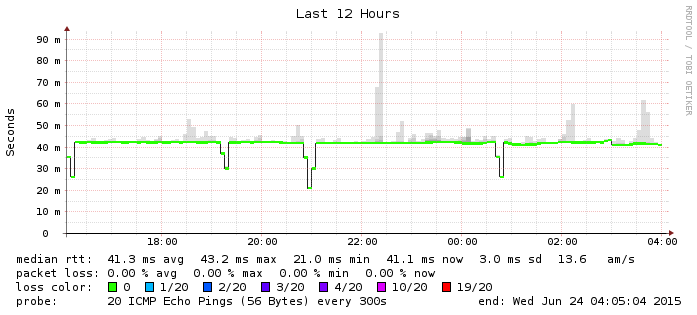 Last 12 Hours
RRDTOOL / TOBI OETIKER
Seconds
90 m
80 m
70 m
60 m
50 m
40 m
30 m
20 m
10 m
0
18:00 20:00 22:00 00:00 02:00 04:00
median rtt: 41.3 ms avg 43.2 ms max 21.0 ms min 41.1 ms now 3.0 ms sd 13.6 am/s
packet loss: 0.00 % avg 0.00 % max 0.00 % min 0.00 % now
loss color: 0 1/20 2/20 3/20 4/20 10/20 19/20
probe: 20 ICMP Echo Pings (56 Bytes) every 300s end: Wed Jun 24 04:05:04 2015